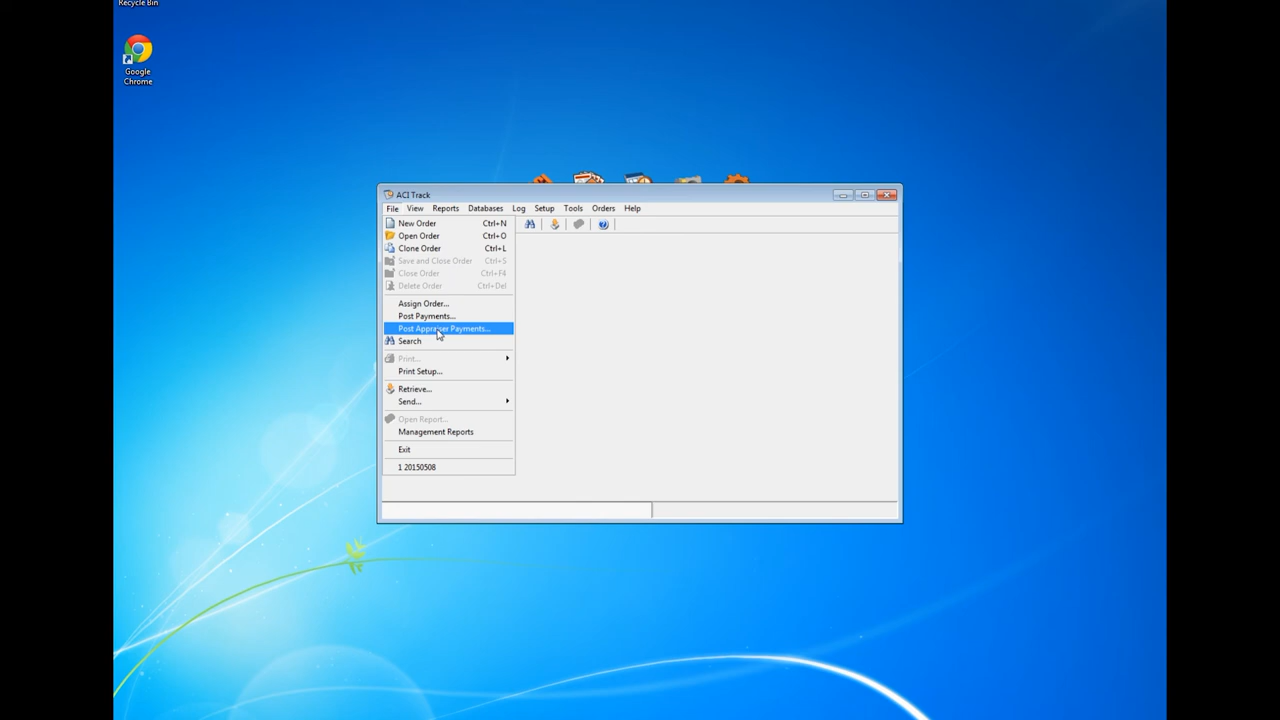 Recycle Bin
Google
Chrome
ACI Track
File View Reports Databases Log Setup Tools Orders Help
New Order Ctrl+N
Open Order Ctrl+O
Clone Order Ctrl+L
Save and Close Order Ctrl+S
Close Order Ctrl+F4
Delete Order Ctrl+Del
Assign Order...
Post Payments...
Post Appraiser Payments...
Search
Print...
Print Setup...
Retrieve...
Send...
Open Report...
Management Reports
Exit
1 20150508